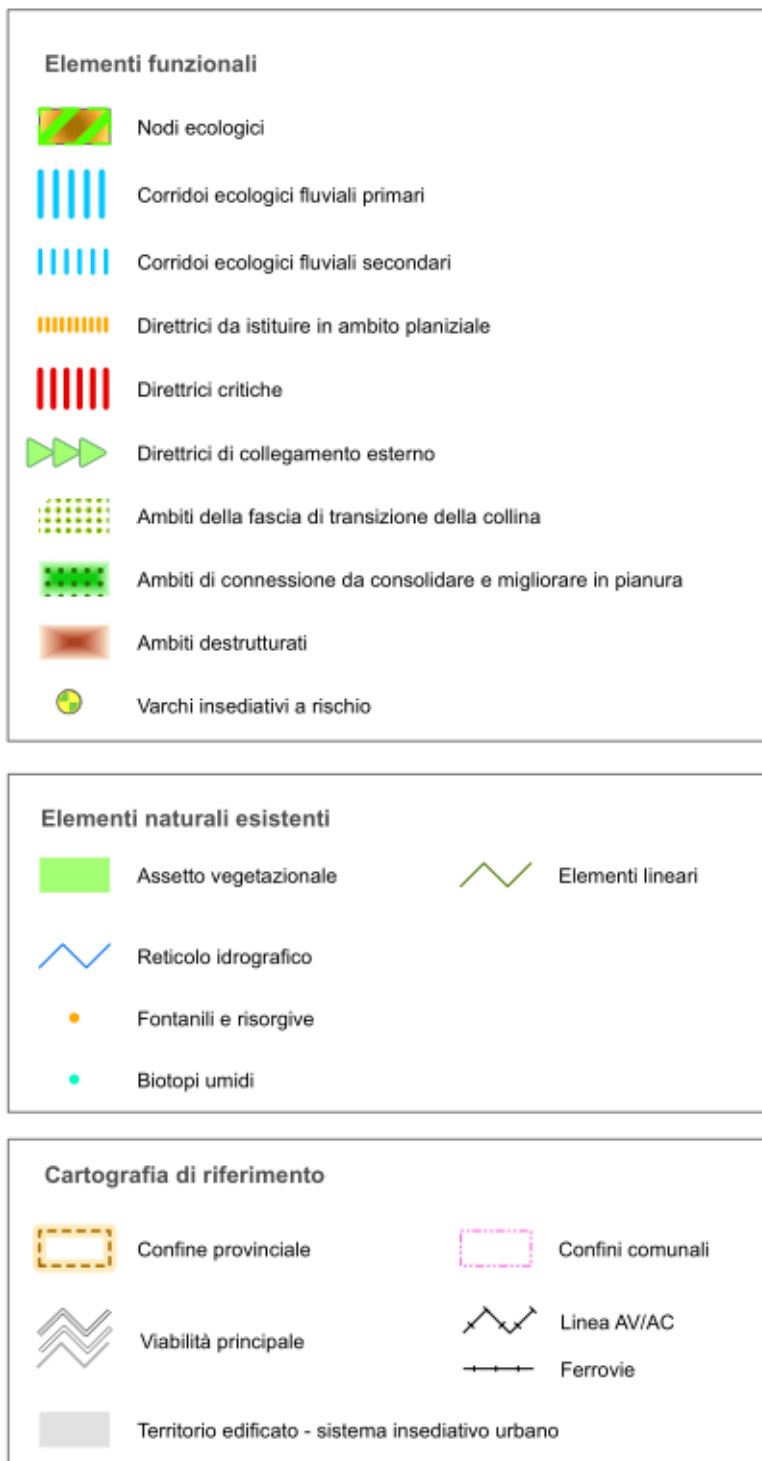 Elementi funzionali
Nodi ecologici
Corridoi ecologici fluviali primari
Corridoi ecologici fluviali secondari
Direttrici da istituire in ambito planiziale
Direttrici critiche
Direttrici di collegamento esterno
Ambiti della fascia di transizione della collina
Ambiti di connessione da consolidare e migliorare in pianura
Ambiti destrutturati
Varchi insediativi a rischio
Elementi naturali esistenti
Assetto vegetazionale
Elementi lineari
Reticolo idrografico
Fontanili e risorgive
Biotopi umidi
Cartografia di riferimento
Confine provinciale
Confini comunali
Viabilità principale
Linea AV/AC
Ferrovie
Territorio edificato - sistema insediativo urbano